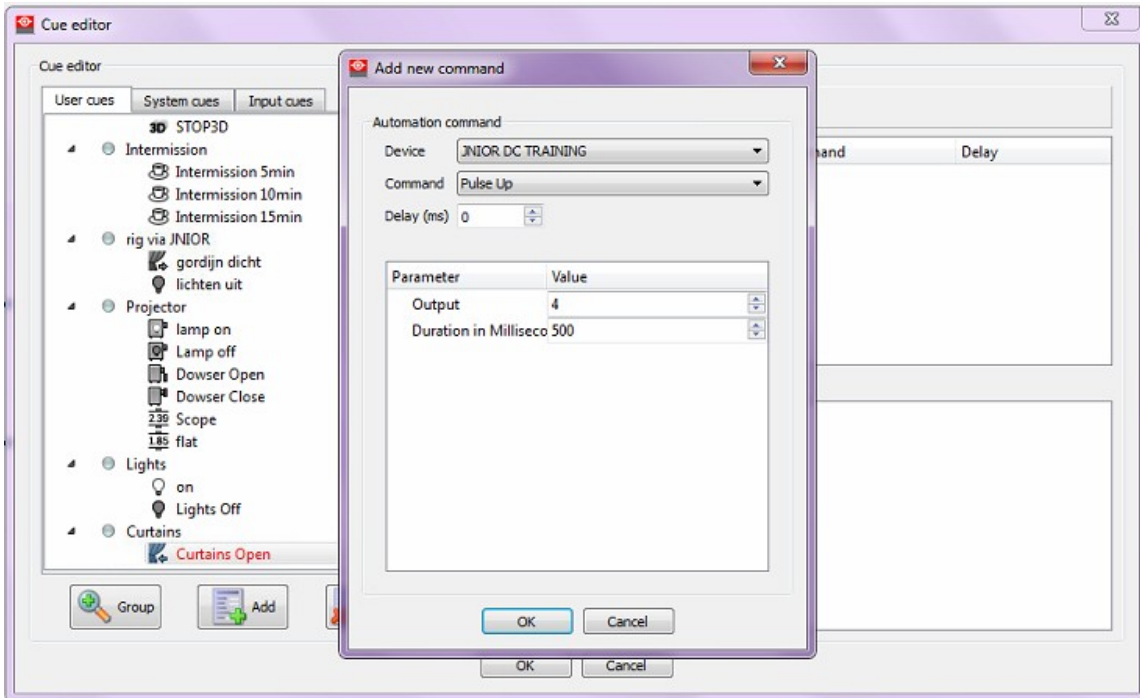 Cue editor
Cue editor
User cues System cues Input cues
3D STOP3D
Intermission
Intermission 5min
Intermission 10min
Intermission 15min
rig via JNIOR
gordijn dicht
lichten uit
Projector
lamp on
Lamp off
Dowser Open
Dowser Close
2.39 Scope
1.85 flat
Lights
on
Lights Off
Curtains
Curtains Open
Group Add
Add new command
Automation command
Device JNIOR DC TRAINING
Command Pulse Up
Delay (ms) 0
Parameter Value
Output 4
Duration in Milliseco 500
OK Cancel
hand Delay
OK Cancel